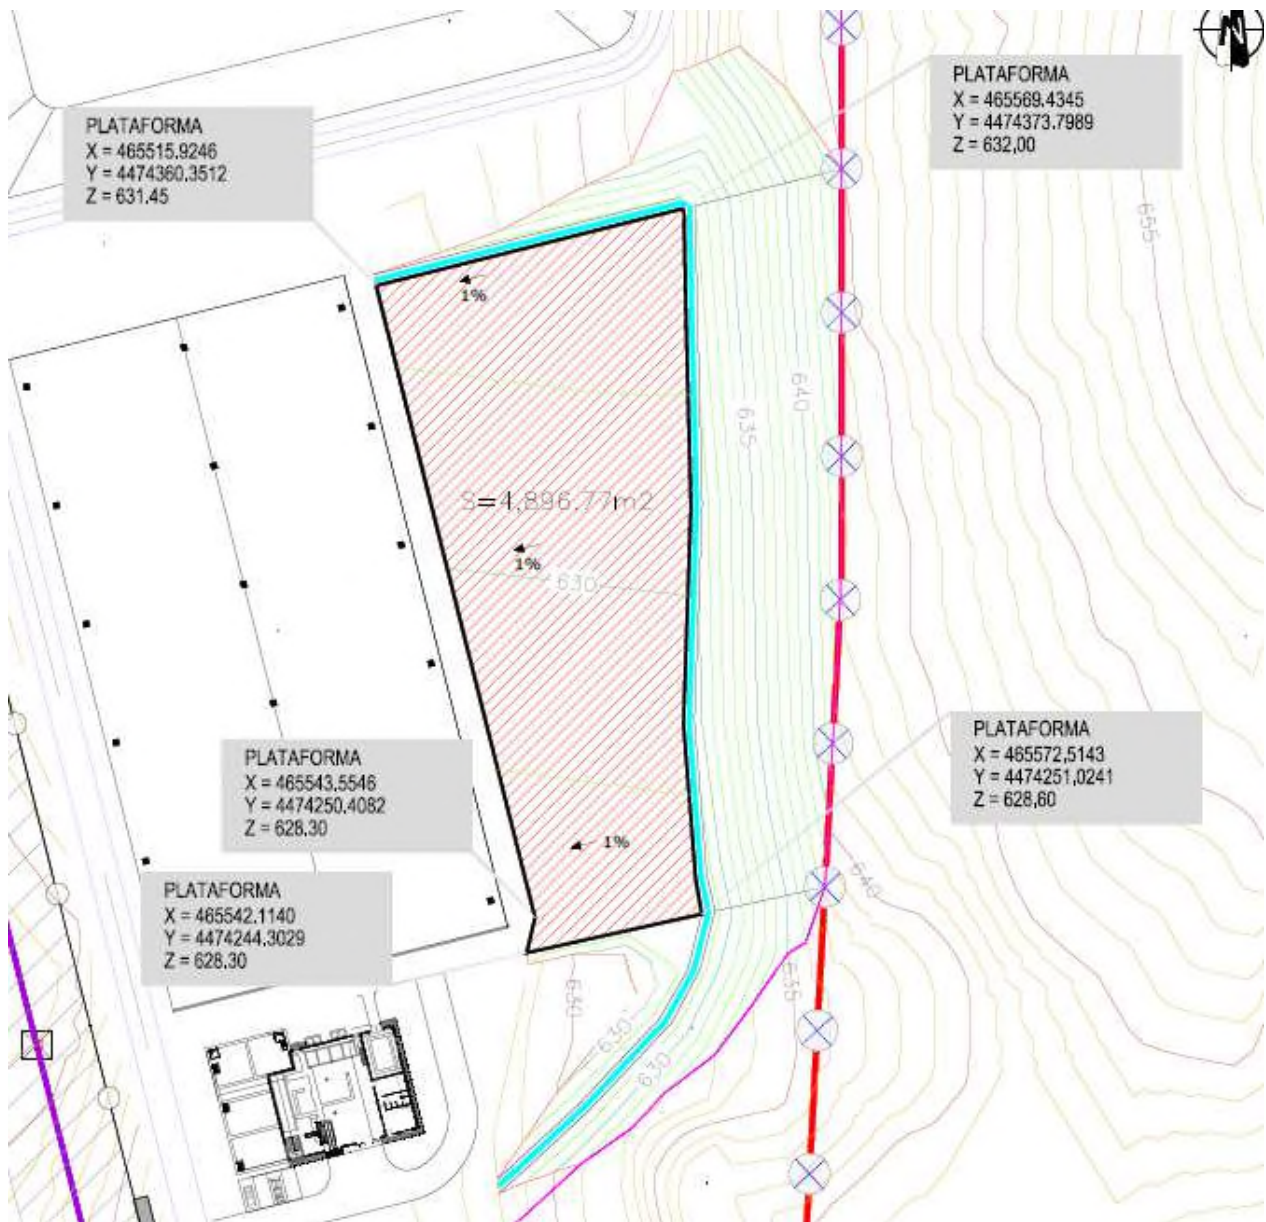 N
PLATAFORMA
X = 465569.4345
Y = 4474373.7989
Z = 632,00
PLATAFORMA
X = 465515.9246
Y = 4474360.3512
Z = 631.45
655
1%
640
635
S=4,896.77m2
1%
630
PLATAFORMA
X = 465572,5143
Y = 4474251,0241
Z = 628,60
PLATAFORMA
X = 465543.5546
Y = 4474250.4082
Z = 628.30
1%
640
PLATAFORMA
X = 465542.1140
Y = 4474244.3029
Z = 628.30
630
635
630
630